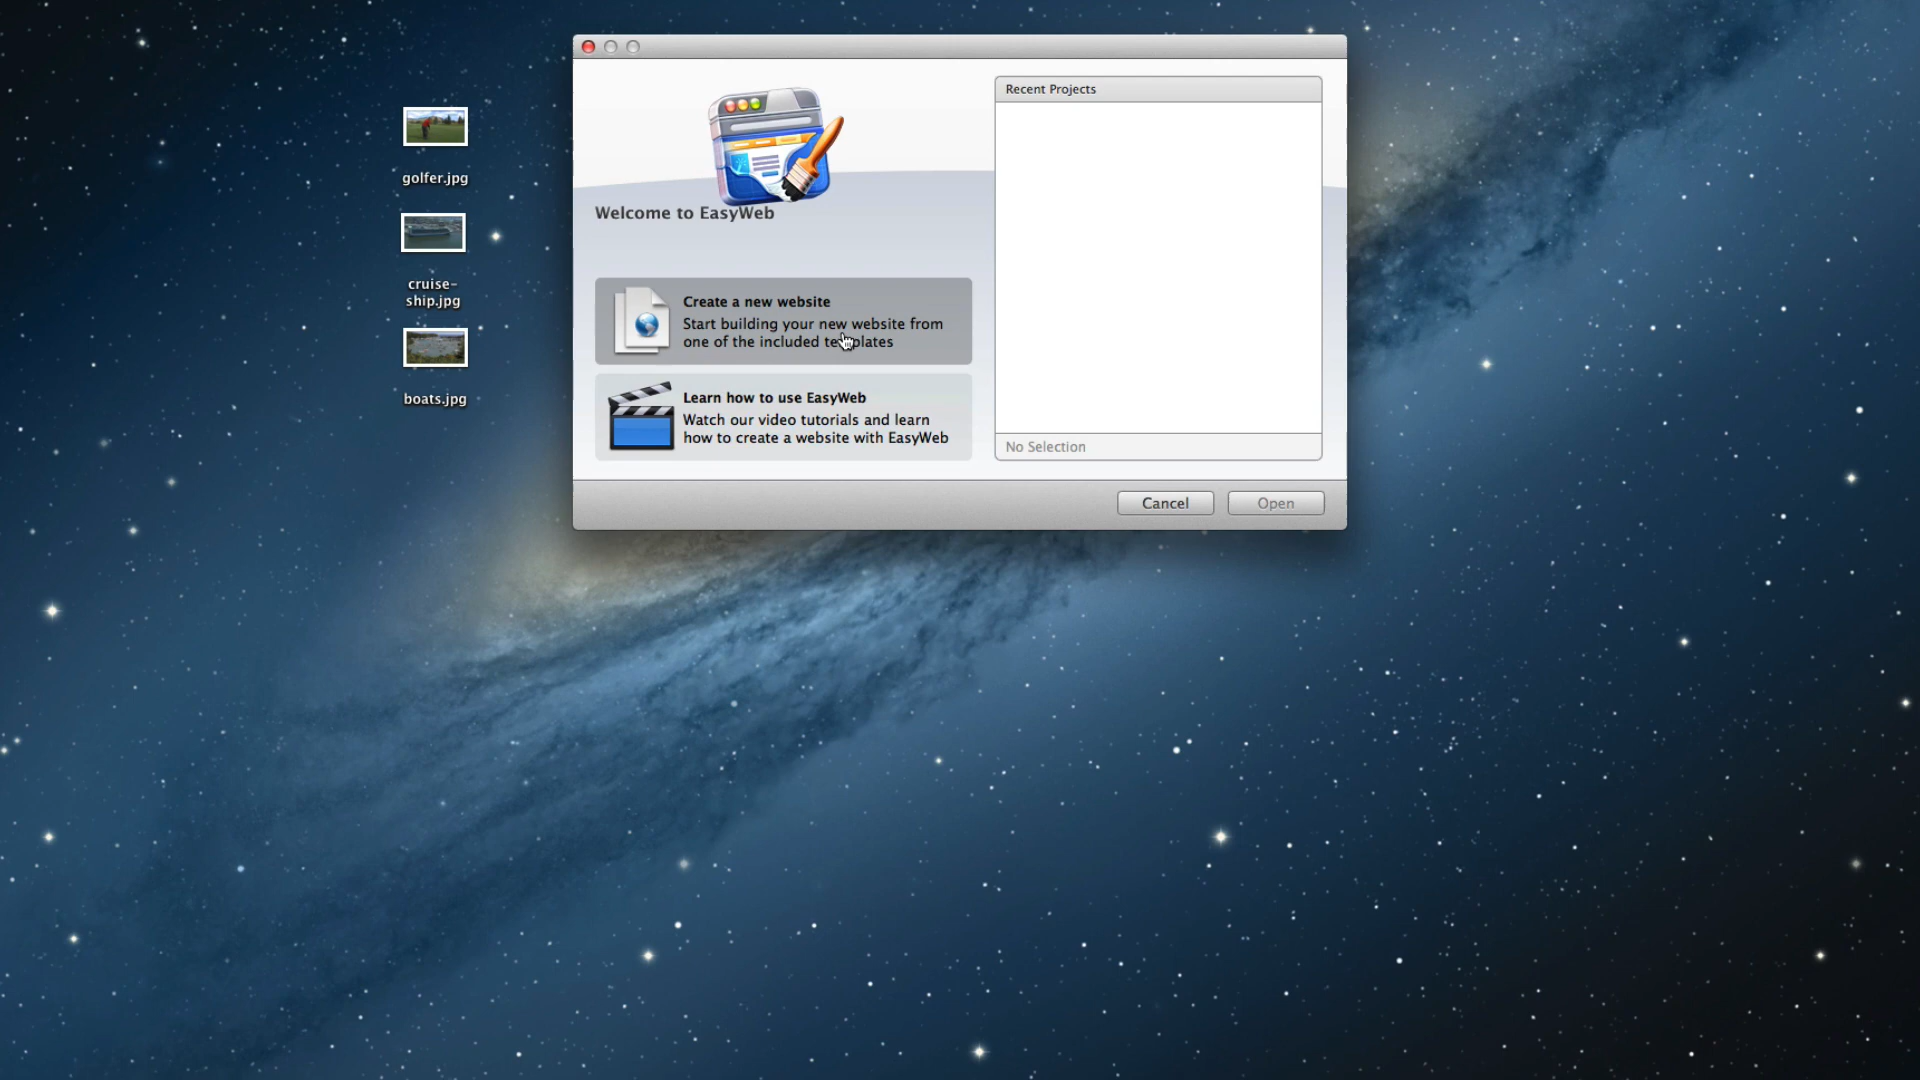 golfer.jpg
cruise-
ship.jpg
boats.jpg
Welcome to EasyWeb
Create a new website
Start building your new website from
one of the included templates
Learn how to use EasyWeb
Watch our video tutorials and learn
how to create a website with EasyWeb
Recent Projects
No Selection
Cancel
Open